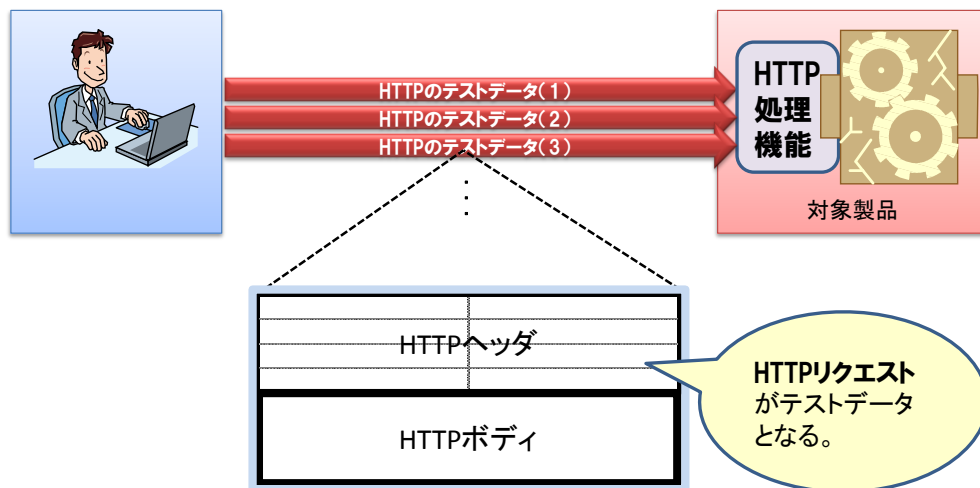 HTTPのテストデータ(1)
HTTPのテストデータ(2)
HTTPのテストデータ(3)
HTTP
処理
機能
対象製品
HTTPヘッダ
HTTPボディ
HTTPリクエスト
がテストデータ
となる。